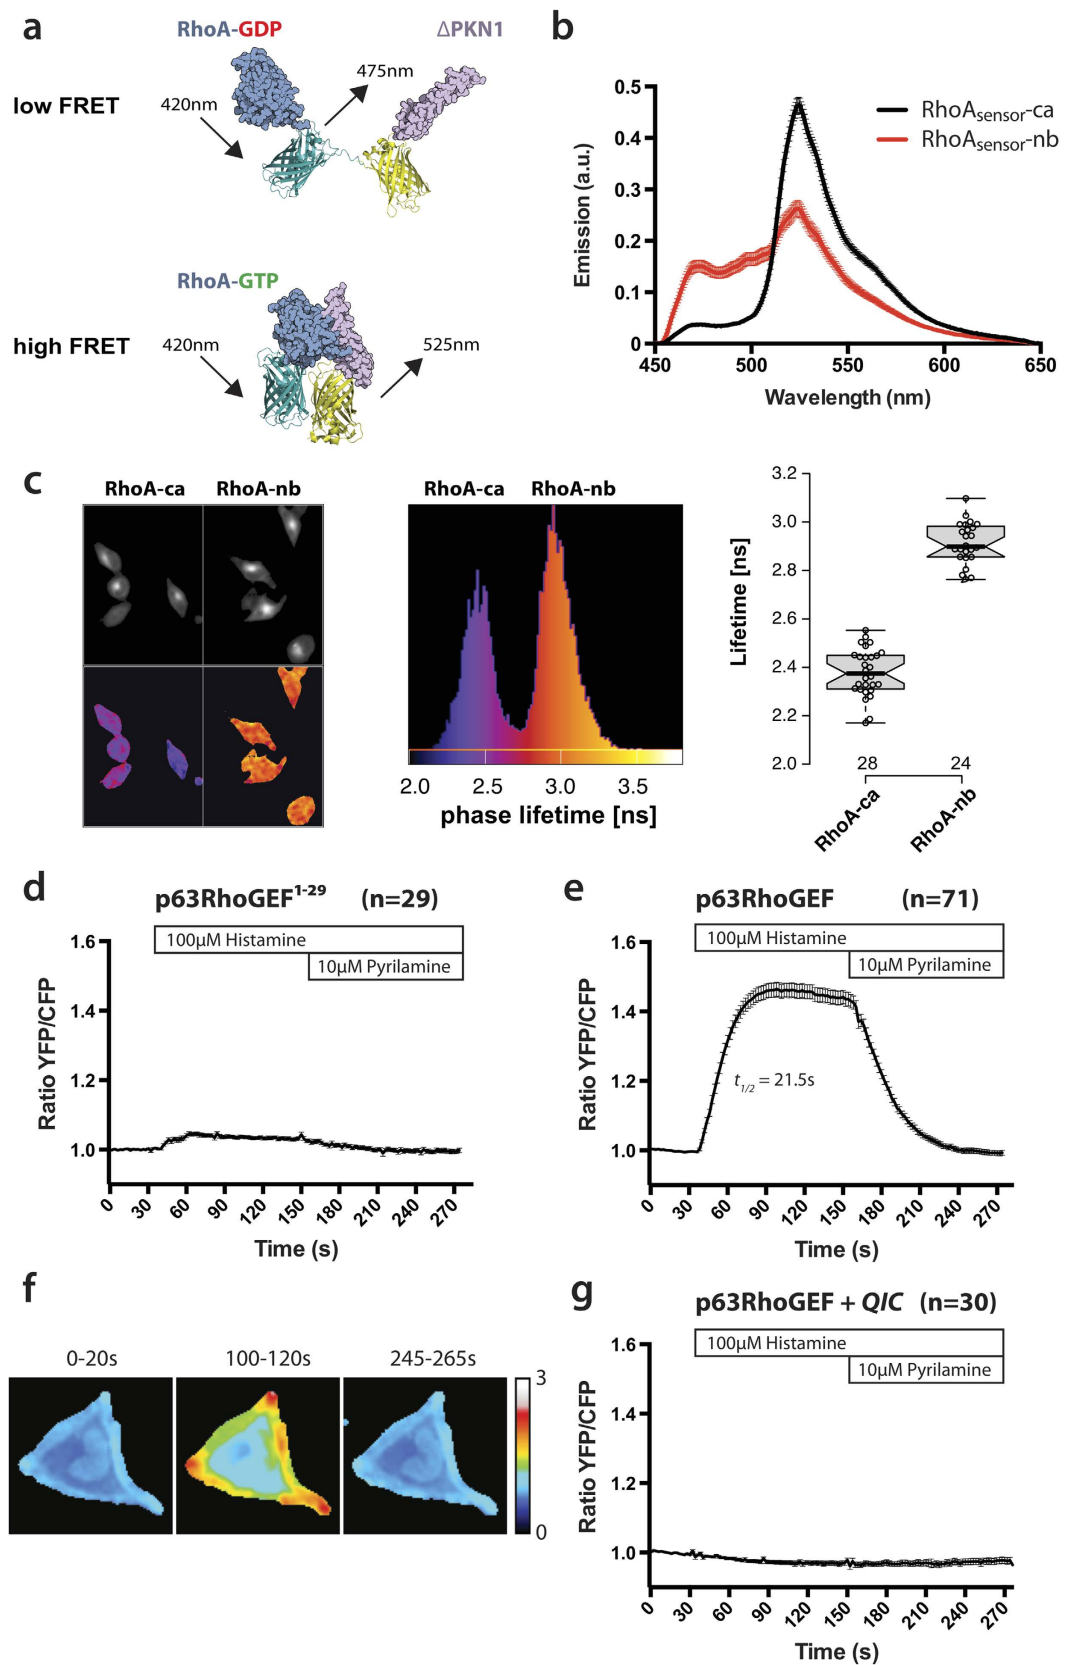 a
RhoA-GDP
ΔPKN1
low FRET
420nm
475nm
RhoA-GTP
high FRET
420nm
525nm
b
0.5
0.4
0.3
0.2
0.1
0
Emission (a.u.)
RhoAsensor-ca
RhoAsensor-nb
450 500 550 600 650
Wavelength (nm)
c
RhoA-ca RhoA-nb
RhoA-ca RhoA-nb
2.0 2.5 3.0 3.5
phase lifetime [ns]
3.2
3.0
2.8
2.6
2.4
2.2
2.0
Lifetime [ns]
28 24
RhoA-ca
RhoA-nb
d
p63RhoGEF1-29 (n=29)
100µM Histamine
10µM Pyrilamine
1.6
1.4
1.2
1.0
Ratio YFP/CFP
0 30 60 90 120 150 180 210 240 270
Time (s)
e
p63RhoGEF (n=71)
100µM Histamine
10µM Pyrilamine
1.6
1.4
1.2
1.0
Ratio YFP/CFP
t1/2 = 21.5s
0 30 60 90 120 150 180 210 240 270
Time (s)
f
0-20s 100-120s 245-265s
3
0
g
p63RhoGEF + QIC (n=30)
100µM Histamine
10µM Pyrilamine
1.6
1.4
1.2
1.0
Ratio YFP/CFP
0 30 60 90 120 150 180 210 240 270
Time (s)